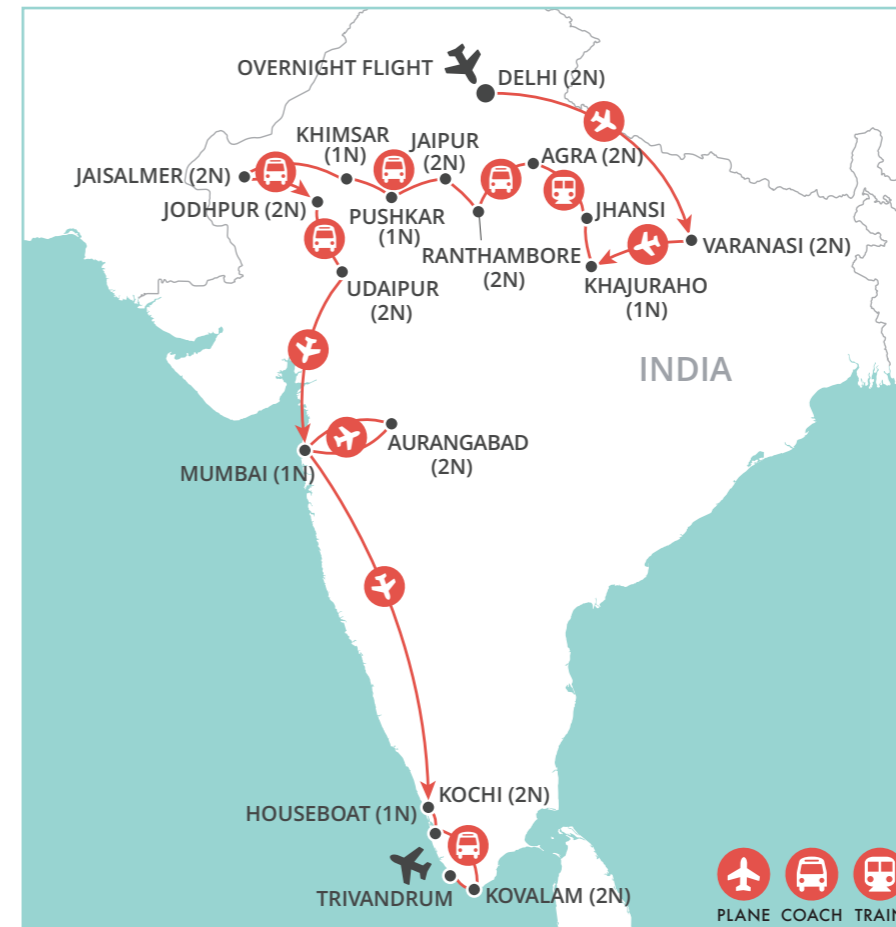 OVERNIGHT FLIGHT
DELHI (2N)
KHIMSAR
(1N)
JAIPUR
(2N)
AGRA (2N)
JAISALMER (2N)
JODHPUR (2N)
PUSHKAR
(1N)
JHANSI
RANTHAMBORE
(2N)
VARANASI (2N)
KHAJURAHO
(1N)
UDAIPUR
(2N)
INDIA
AURANGABAD
(2N)
MUMBAI (1N)
KOCHI (2N)
HOUSEBOAT (1N)
TRIVANDRUM
KOVALAM (2N)
PLANE COACH TRAIN